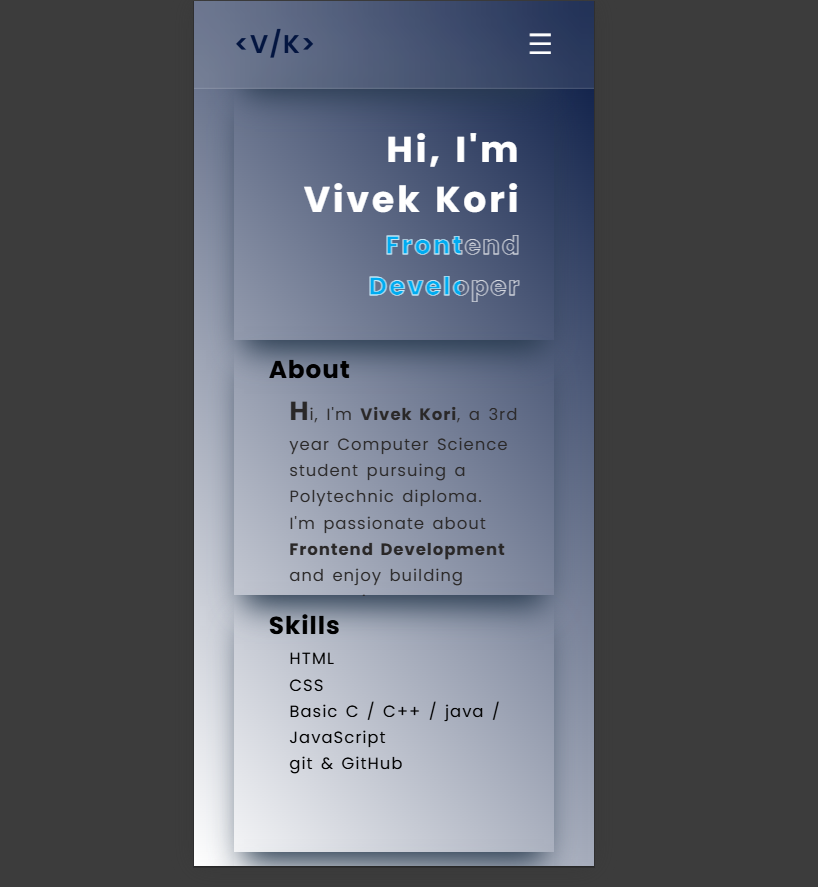 <V/K>
☰
Hi, I'm
Vivek Kori
Frontend
Developer
About
Hi, I'm Vivek Kori, a 3rd
year Computer Science
student pursuing a
Polytechnic diploma.
I'm passionate about
Frontend Development
and enjoy building
Skills
HTML
CSS
Basic C / C++ / java /
JavaScript
git & GitHub